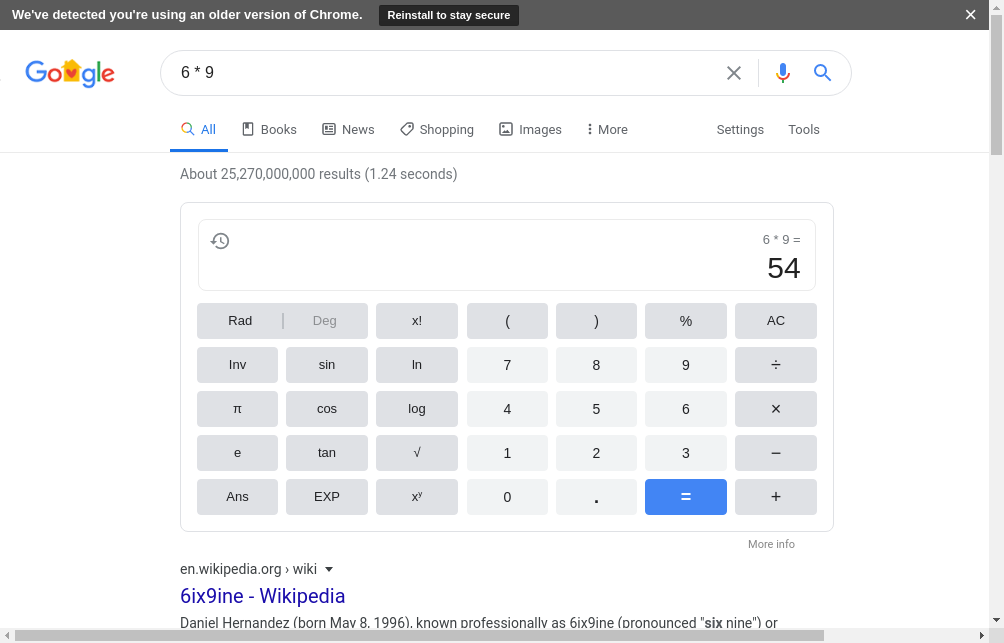 We've detected you're using an older version of Chrome. Reinstall to stay secure
Google
6 * 9
All Books News Shopping Images More Settings Tools
About 25,270,000,000 results (1.24 seconds)
6 * 9 =
54
Rad Deg x! ( ) % AC
Inv sin ln 7 8 9 ÷
π cos log 4 5 6 ×
e tan √ 1 2 3 −
Ans EXP xʸ 0 . = +
More info
en.wikipedia.org › wiki
6ix9ine - Wikipedia
Daniel Hernandez (born May 8, 1996), known professionally as 6ix9ine (pronounced "six nine") or